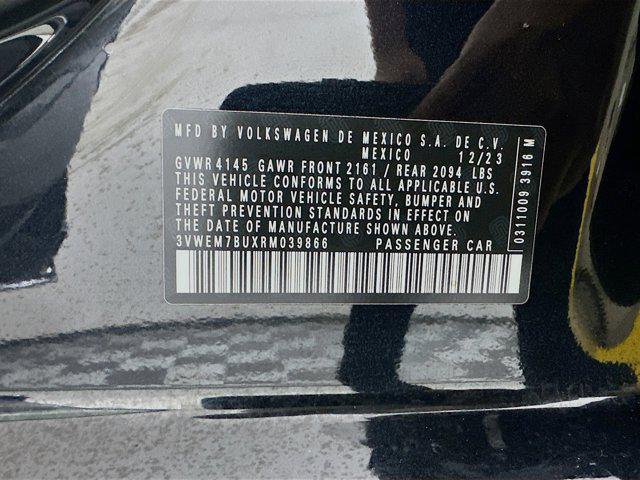 MFD BY VOLKSWAGEN DE MEXICO S.A. DE C.V.
MEXICO 12/23
GVWR 4145 GAWR FRONT 2161 / REAR 2094 LBS
THIS VEHICLE CONFORMS TO ALL APPLICABLE U.S.
FEDERAL MOTOR VEHICLE SAFETY, BUMPER AND
THEFT PREVENTION STANDARDS IN EFFECT ON
THE DATE OF MANUFACTURE SHOWN ABOVE.
3VWEM7BUXRM039866 PASSENGER CAR
0311009 3916 M